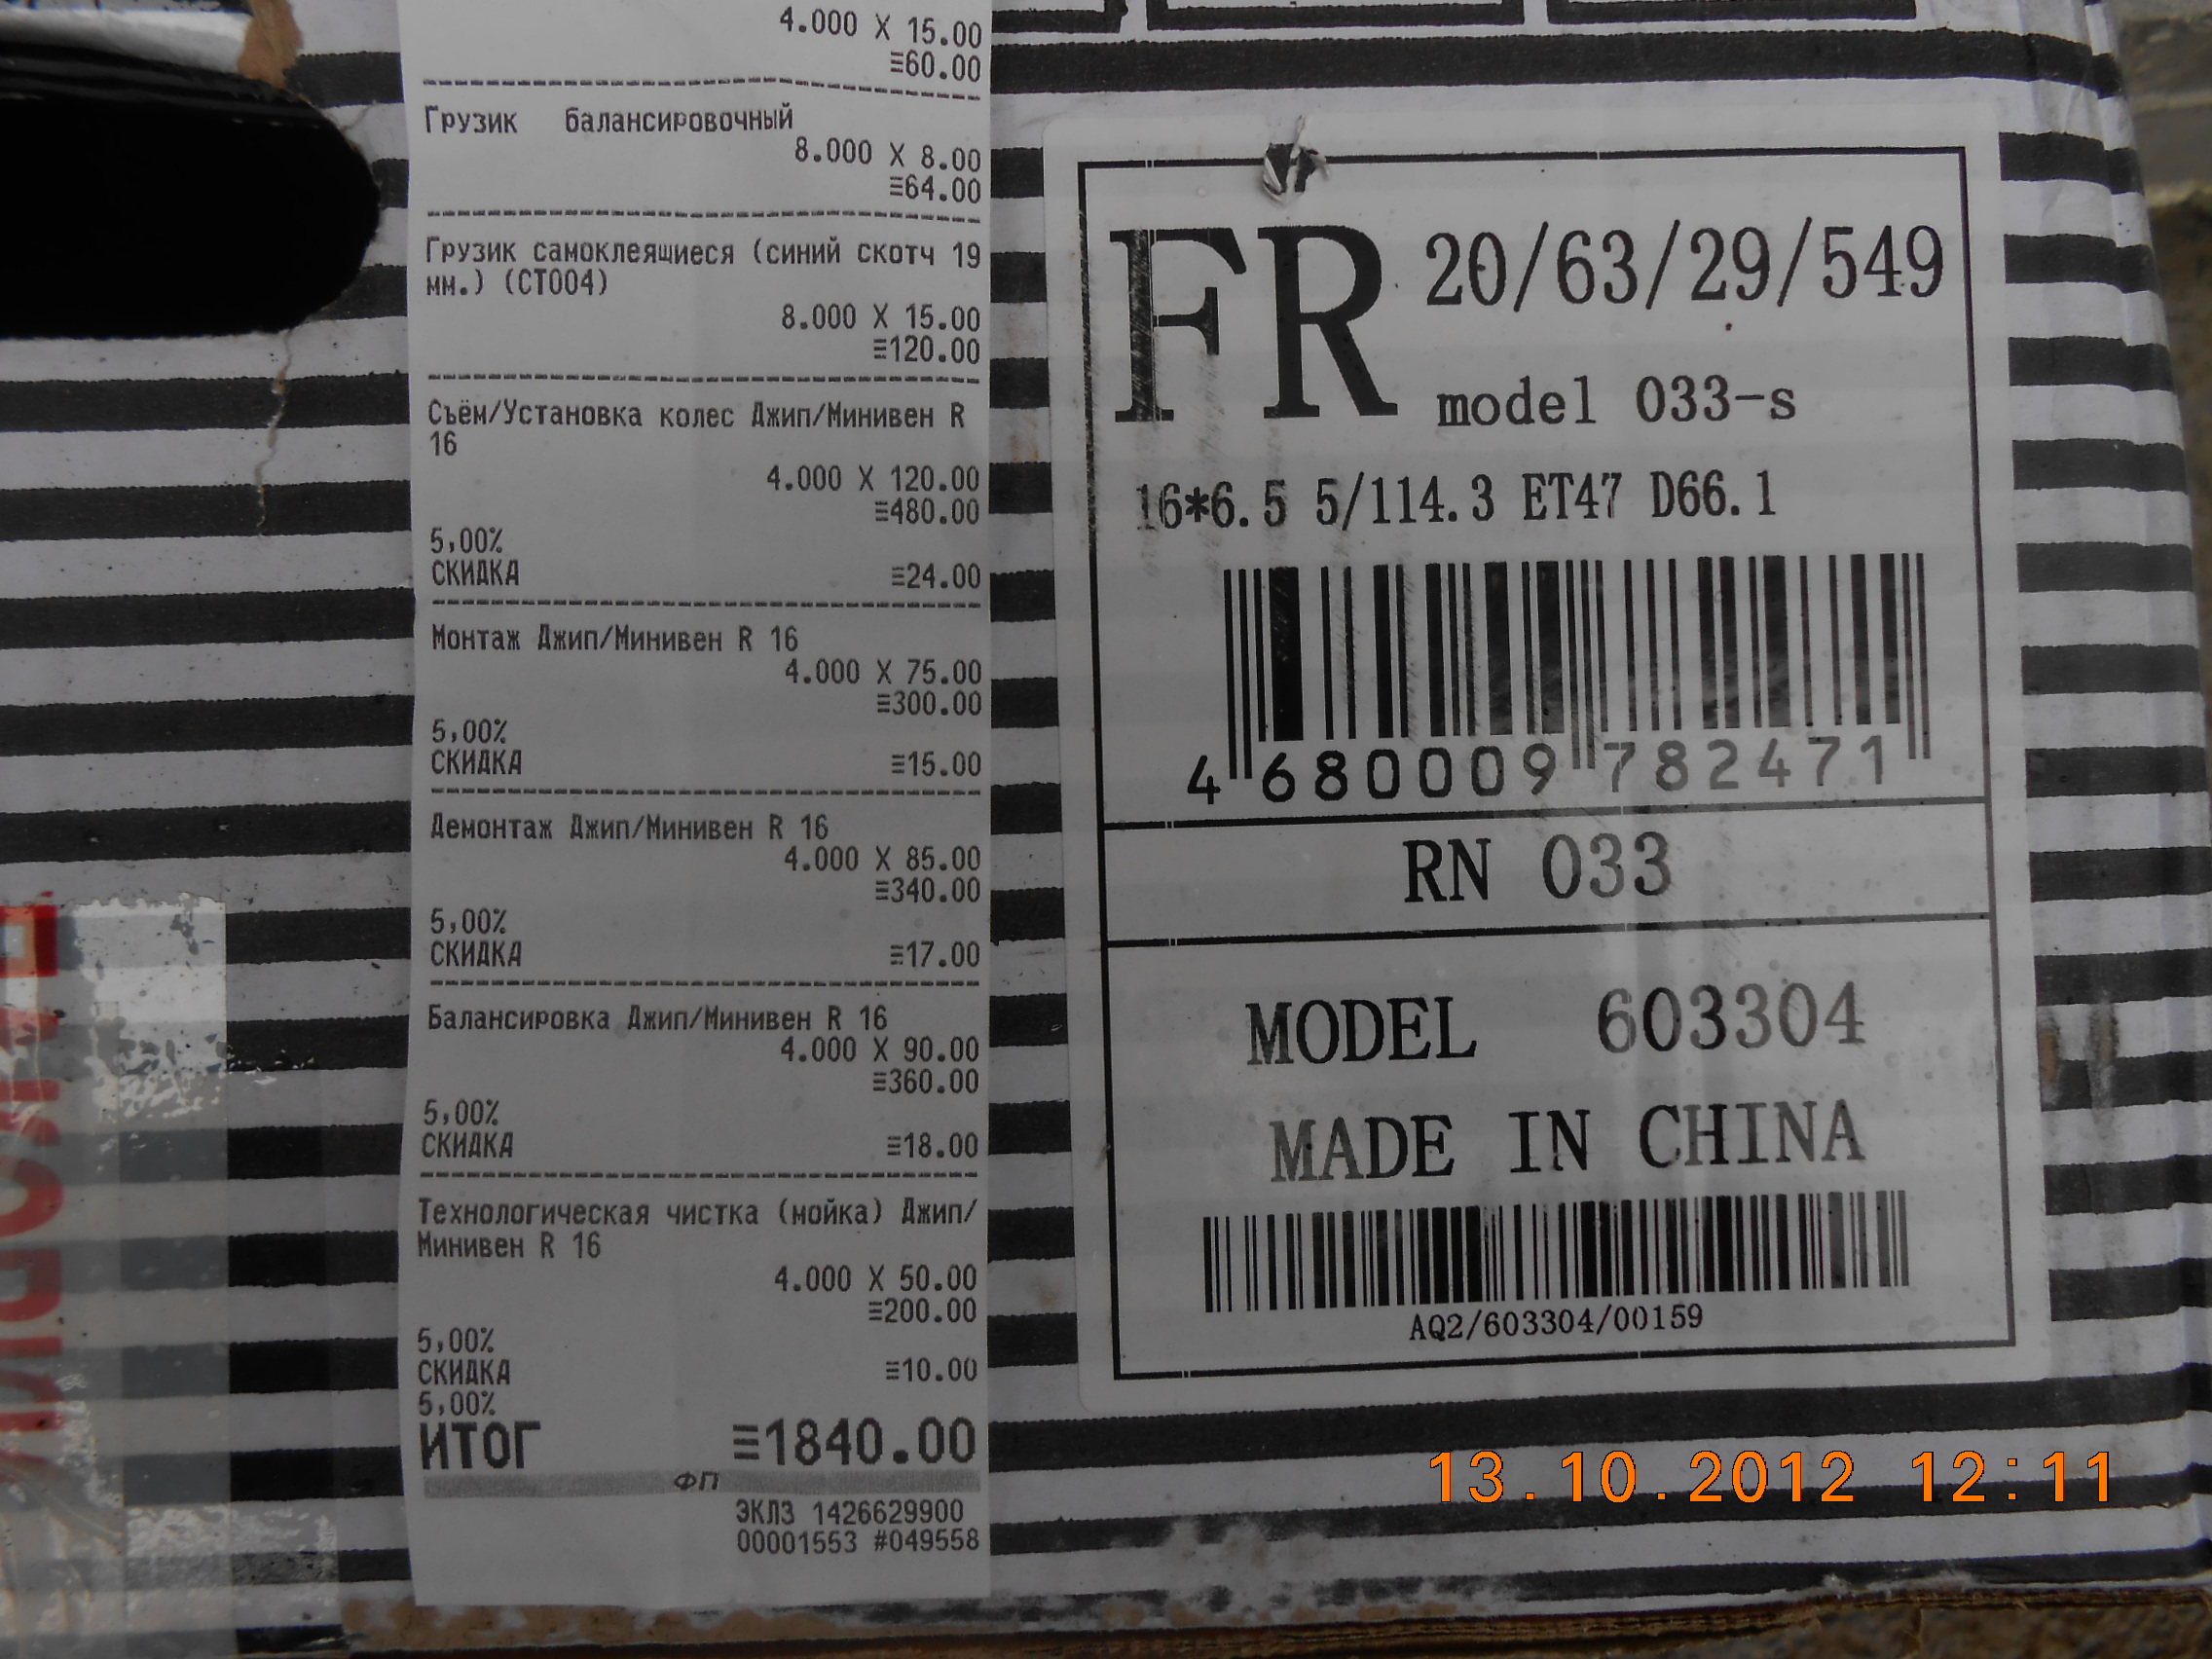 4.000 X 15.00
≡60.00
Грузик балансировочный
8.000 X 8.00
≡64.00
Грузик самоклеящиеся (синий скотч 19
мм.) (СТ004)
8.000 X 15.00
≡120.00
Съём/Установка колес Джип/Минивен R
16
4.000 X 120.00
≡480.00
5,00%
СКИДКА ≡24.00
Монтаж Джип/Минивен R 16
4.000 X 75.00
≡300.00
5,00%
СКИДКА ≡15.00
Демонтаж Джип/Минивен R 16
4.000 X 85.00
≡340.00
5,00%
СКИДКА ≡17.00
Балансировка Джип/Минивен R 16
4.000 X 90.00
≡360.00
5,00%
СКИДКА ≡18.00
Технологическая чистка (мойка) Джип/
Минивен R 16
4.000 X 50.00
≡200.00
5,00%
СКИДКА ≡10.00
5,00%
ИТОГ ≡1840.00
ФП
ЭКЛЗ 1426629900
00001553 #049558
FR 20/63/29/549
model 033-s
16*6.5 5/114.3 ET47 D66.1
4 680009 782471
RN 033
MODEL 603304
MADE IN CHINA
AQ2/603304/00159
13.10.2012 12:11